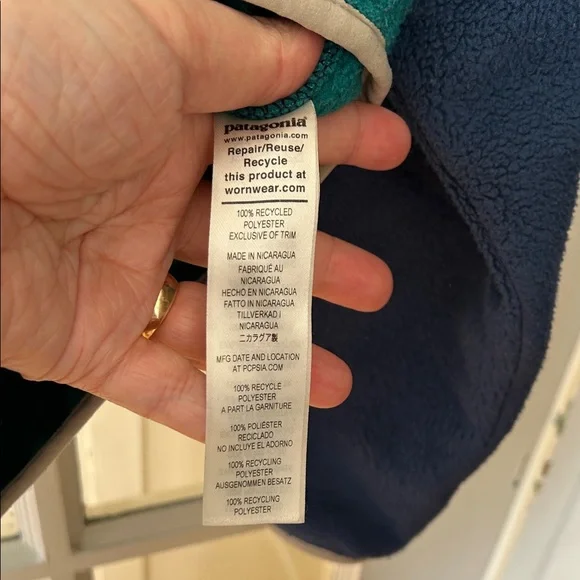 patagonia®
www.patagonia.com
Repair/Reuse/
Recycle
this product at
wornwear.com
100% RECYCLED
POLYESTER
EXCLUSIVE OF TRIM
MADE IN NICARAGUA
FABRIQUÉ AU
NICARAGUA
HECHO EN NICARAGUA
FATTO IN NICARAGUA
TILLVERKAD I
NICARAGUA
ニカラグア製
MFG DATE AND LOCATION
AT PCPSIA.COM
100% RECYCLE
POLYESTER
A PART LA GARNITURE
100% POLIÉSTER
RECICLADO
NO INCLUYE EL ADORNO
100% RECYCLING
POLYESTER
AUSGENOMMEN BESATZ
100% RECYCLING
POLYESTER